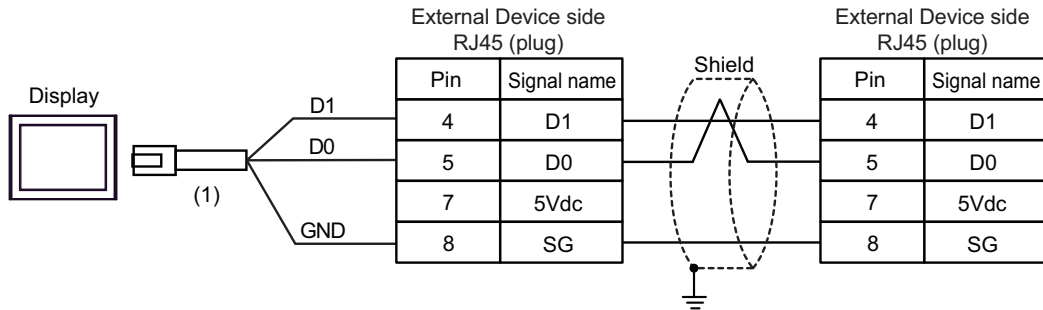 External Device side
RJ45 (plug)
External Device side
RJ45 (plug)
Display
(1)
D1
D0
GND
Pin Signal name
4 D1
5 D0
7 5Vdc
8 SG
Shield
Pin Signal name
4 D1
5 D0
7 5Vdc
8 SG